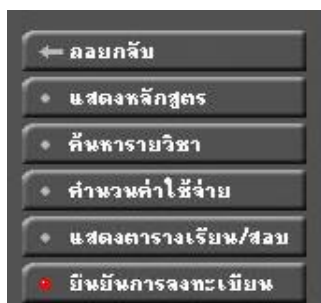 ถอยกลับ
แสดงหลักสูตร
ค้นหารายวิชา
คำนวนค่าใช้จ่าย
แสดงตารางเรียน/สอบ
ยืนยันการลงทะเบียน